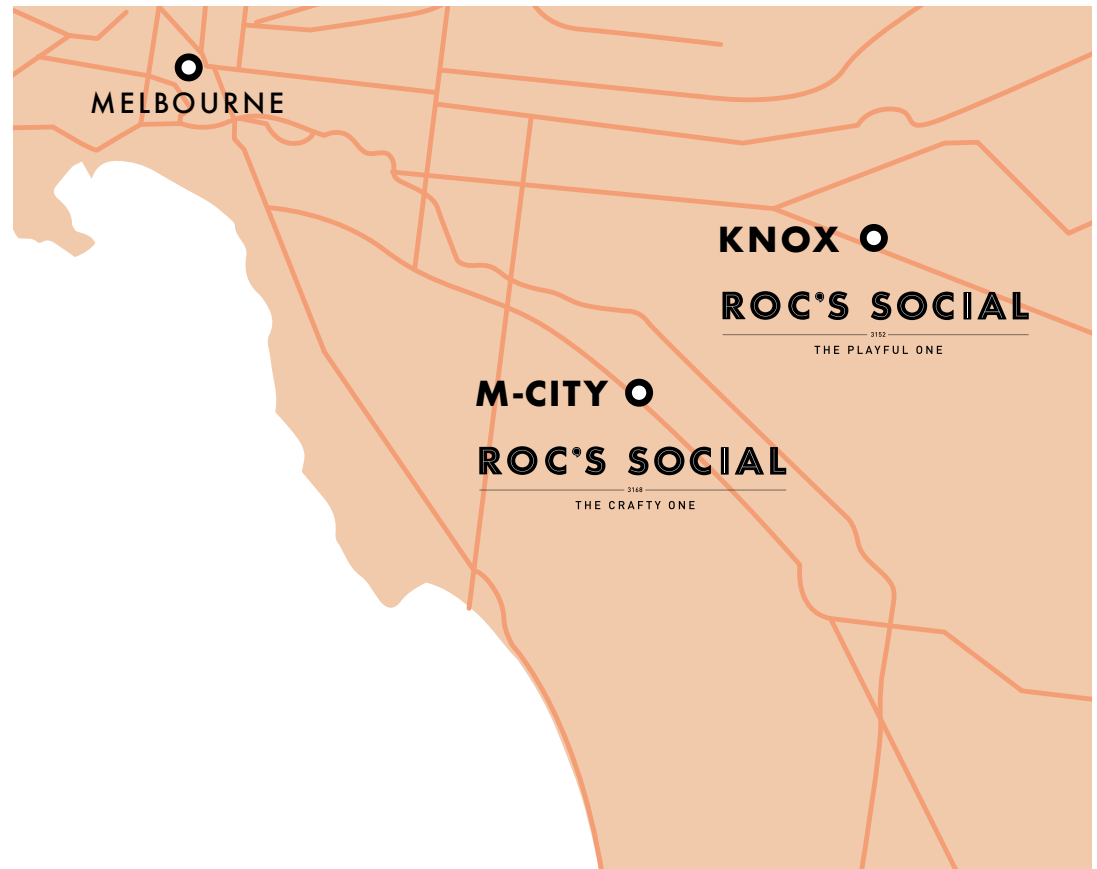 MELBOURNE
KNOX
ROC'S SOCIAL
3152
THE PLAYFUL ONE
M-CITY
ROC'S SOCIAL
3168
THE CRAFTY ONE